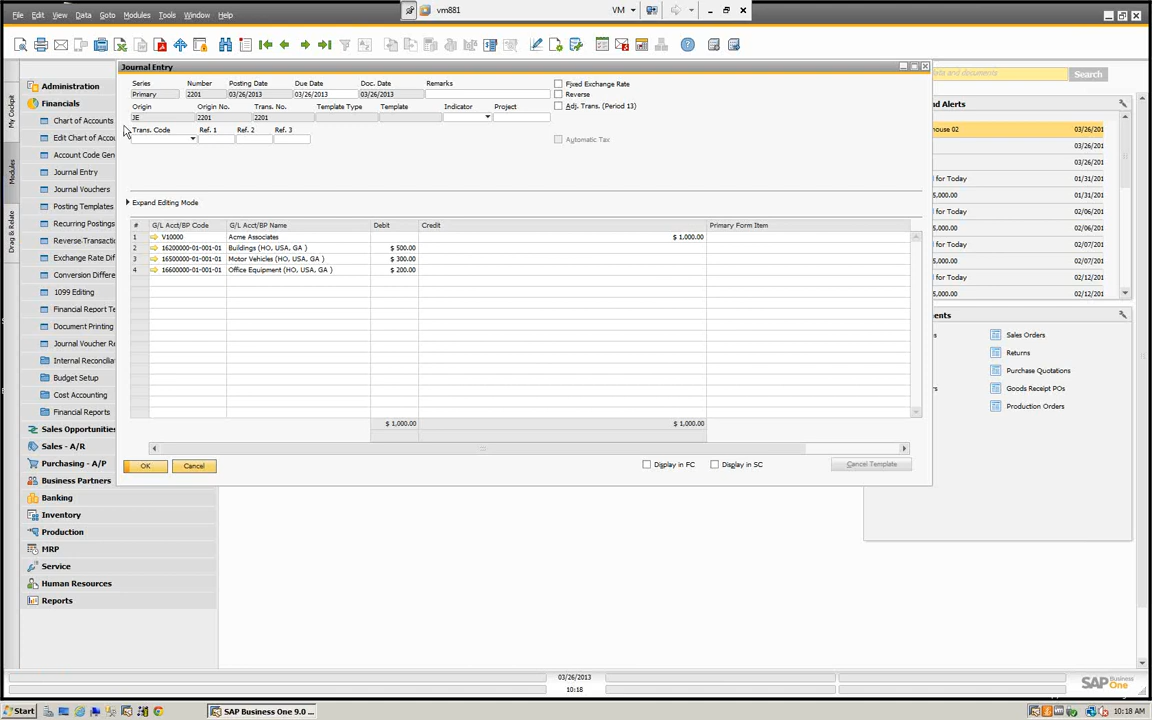 vm881
VM
File Edit View Data Goto Modules Tools Window Help
Journal Entry
Series Number Posting Date Due Date Doc. Date Remarks
Primary 2201 03/26/2013 03/26/2013 03/26/2013
Fixed Exchange Rate
Reverse
Adj. Trans. (Period 13)
Origin Origin No. Trans. No. Template Type Template Indicator Project
JE 2201 2201
Trans. Code Ref. 1 Ref. 2 Ref. 3
Automatic Tax
Expand Editing Mode
# G/L Acct/BP Code G/L Acct/BP Name Debit Credit Primary Form Item
1 V10000 Acme Associates $ 1,000.00
2 16200000-01-001-01 Buildings (HO, USA, GA ) $ 500.00
3 16500000-01-001-01 Motor Vehicles (HO, USA, GA ) $ 300.00
4 16600000-01-001-01 Office Equipment (HO, USA, GA ) $ 200.00
$ 1,000.00 $ 1,000.00
OK Cancel
Display in FC Display in SC Cancel Template
My Cockpit
Modules
Drag & Relate
Administration
Financials
Chart of Accounts
Edit Chart of Accou
Account Code Gen
Journal Entry
Journal Vouchers
Posting Templates
Recurring Postings
Reverse Transactio
Exchange Rate Dif
Conversion Differe
1099 Editing
Financial Report Te
Document Printing
Journal Voucher Re
Internal Reconcilia
Budget Setup
Cost Accounting
Financial Reports
Sales Opportunities
Sales - A/R
Purchasing - A/P
Business Partners
Banking
Inventory
Production
MRP
Service
Human Resources
Reports
ata and documents Search
nd Alerts
house 02 03/26/201
03/26/201
03/26/201
d for Today 01/31/201
5,000.00 01/31/201
d for Today 02/06/201
5,000.00 02/06/201
d for Today 02/07/201
5,000.00 02/07/201
d for Today 02/12/201
5,000.00 02/12/201
ents
Sales Orders
Returns
Purchase Quotations
Goods Receipt POs
Production Orders
03/26/2013
10:18
SAP Business One
Start
SAP Business One 9.0 ...
10:18 AM